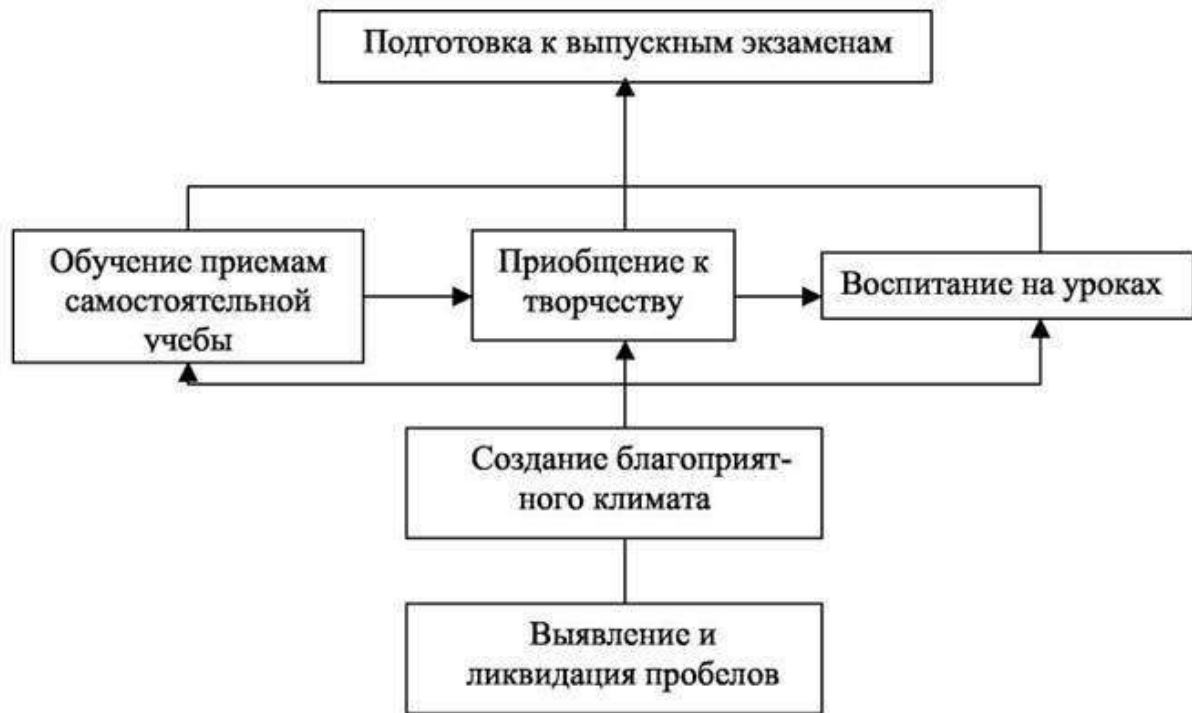 Подготовка к выпускным экзаменам
Обучение приемам
самостоятельной
учебы
Приобщение к
творчеству
Воспитание на уроках
Создание благоприят-
ного климата
Выявление и
ликвидация пробелов